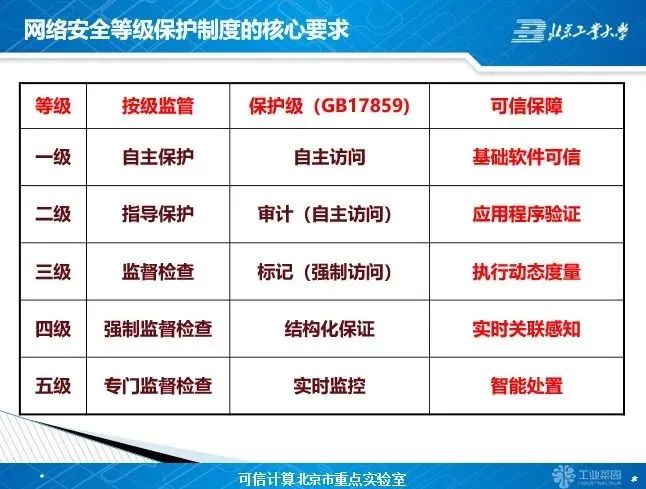 网络安全等级保护制度的核心要求
北京工业大学
等级 按级监管 保护级（GB17859） 可信保障
一级 自主保护 自主访问 基础软件可信
二级 指导保护 审计（自主访问） 应用程序验证
三级 监督检查 标记（强制访问） 执行动态度量
四级 强制监督检查 结构化保证 实时关联感知
五级 专门监督检查 实时监控 智能处置
可信计算北京市重点实验室
工业菜园